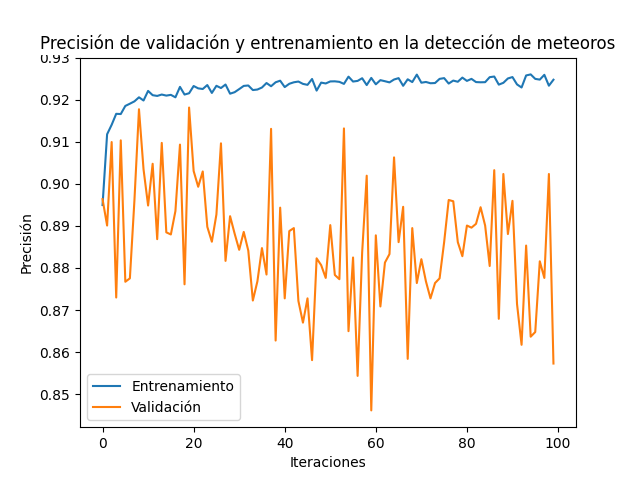 Precisión de validación y entrenamiento en la detección de meteoros
0.93
0.92
0.91
0.90
0.89
0.88
0.87
0.86
0.85
Precisión
Entrenamiento
Validación
0 20 40 60 80 100
Iteraciones